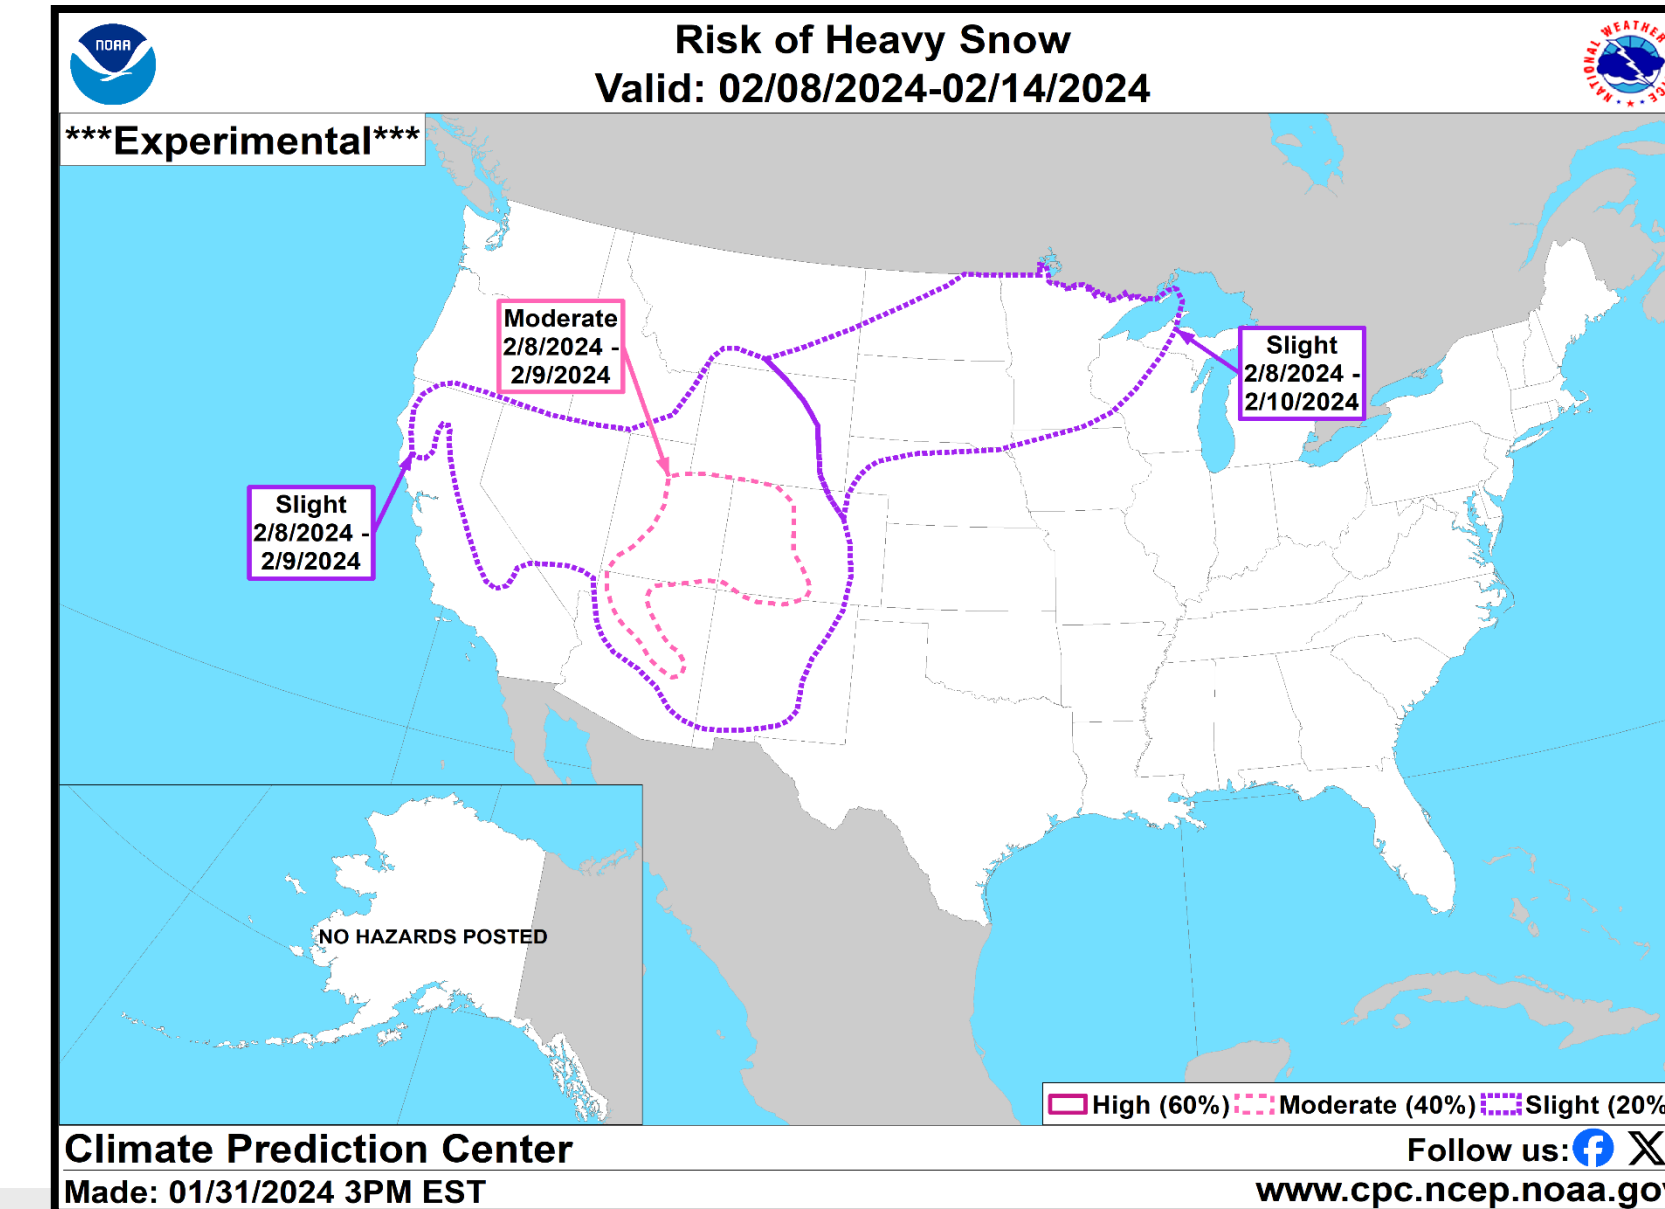 NOAA
Risk of Heavy Snow
Valid: 02/08/2024-02/14/2024
NATIONAL WEATHER
***Experimental***
Moderate
2/8/2024 -
2/9/2024
Slight
2/8/2024 -
2/10/2024
Slight
2/8/2024 -
2/9/2024
NO HAZARDS POSTED
High (60%) Moderate (40%) Slight (20%
Climate Prediction Center
Follow us:
Made: 01/31/2024 3PM EST
www.cpc.ncep.noaa.gov